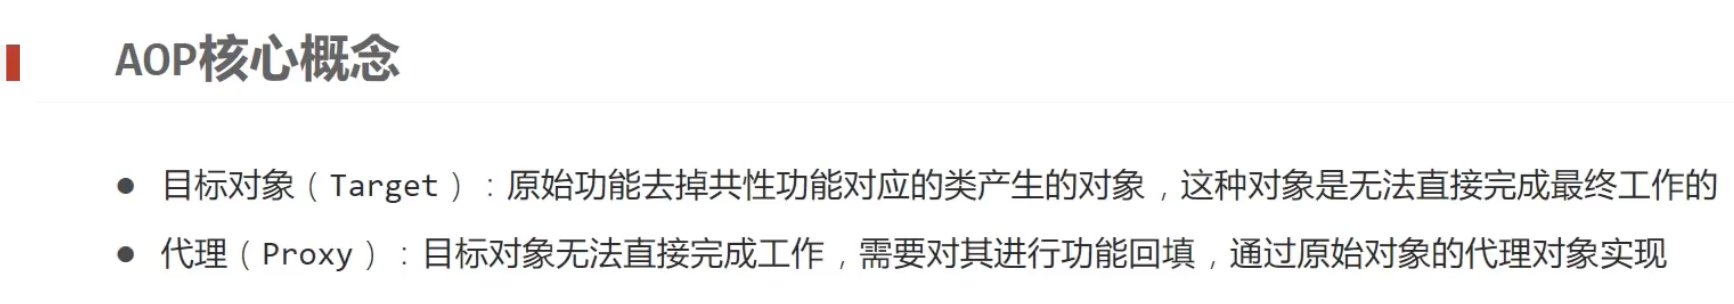 AOP核心概念
● 目标对象（Target）：原始功能去掉共性功能对应的类产生的对象，这种对象是无法直接完成最终工作的
● 代理（Proxy）：目标对象无法直接完成工作，需要对其进行功能回填，通过原始对象的代理对象实现